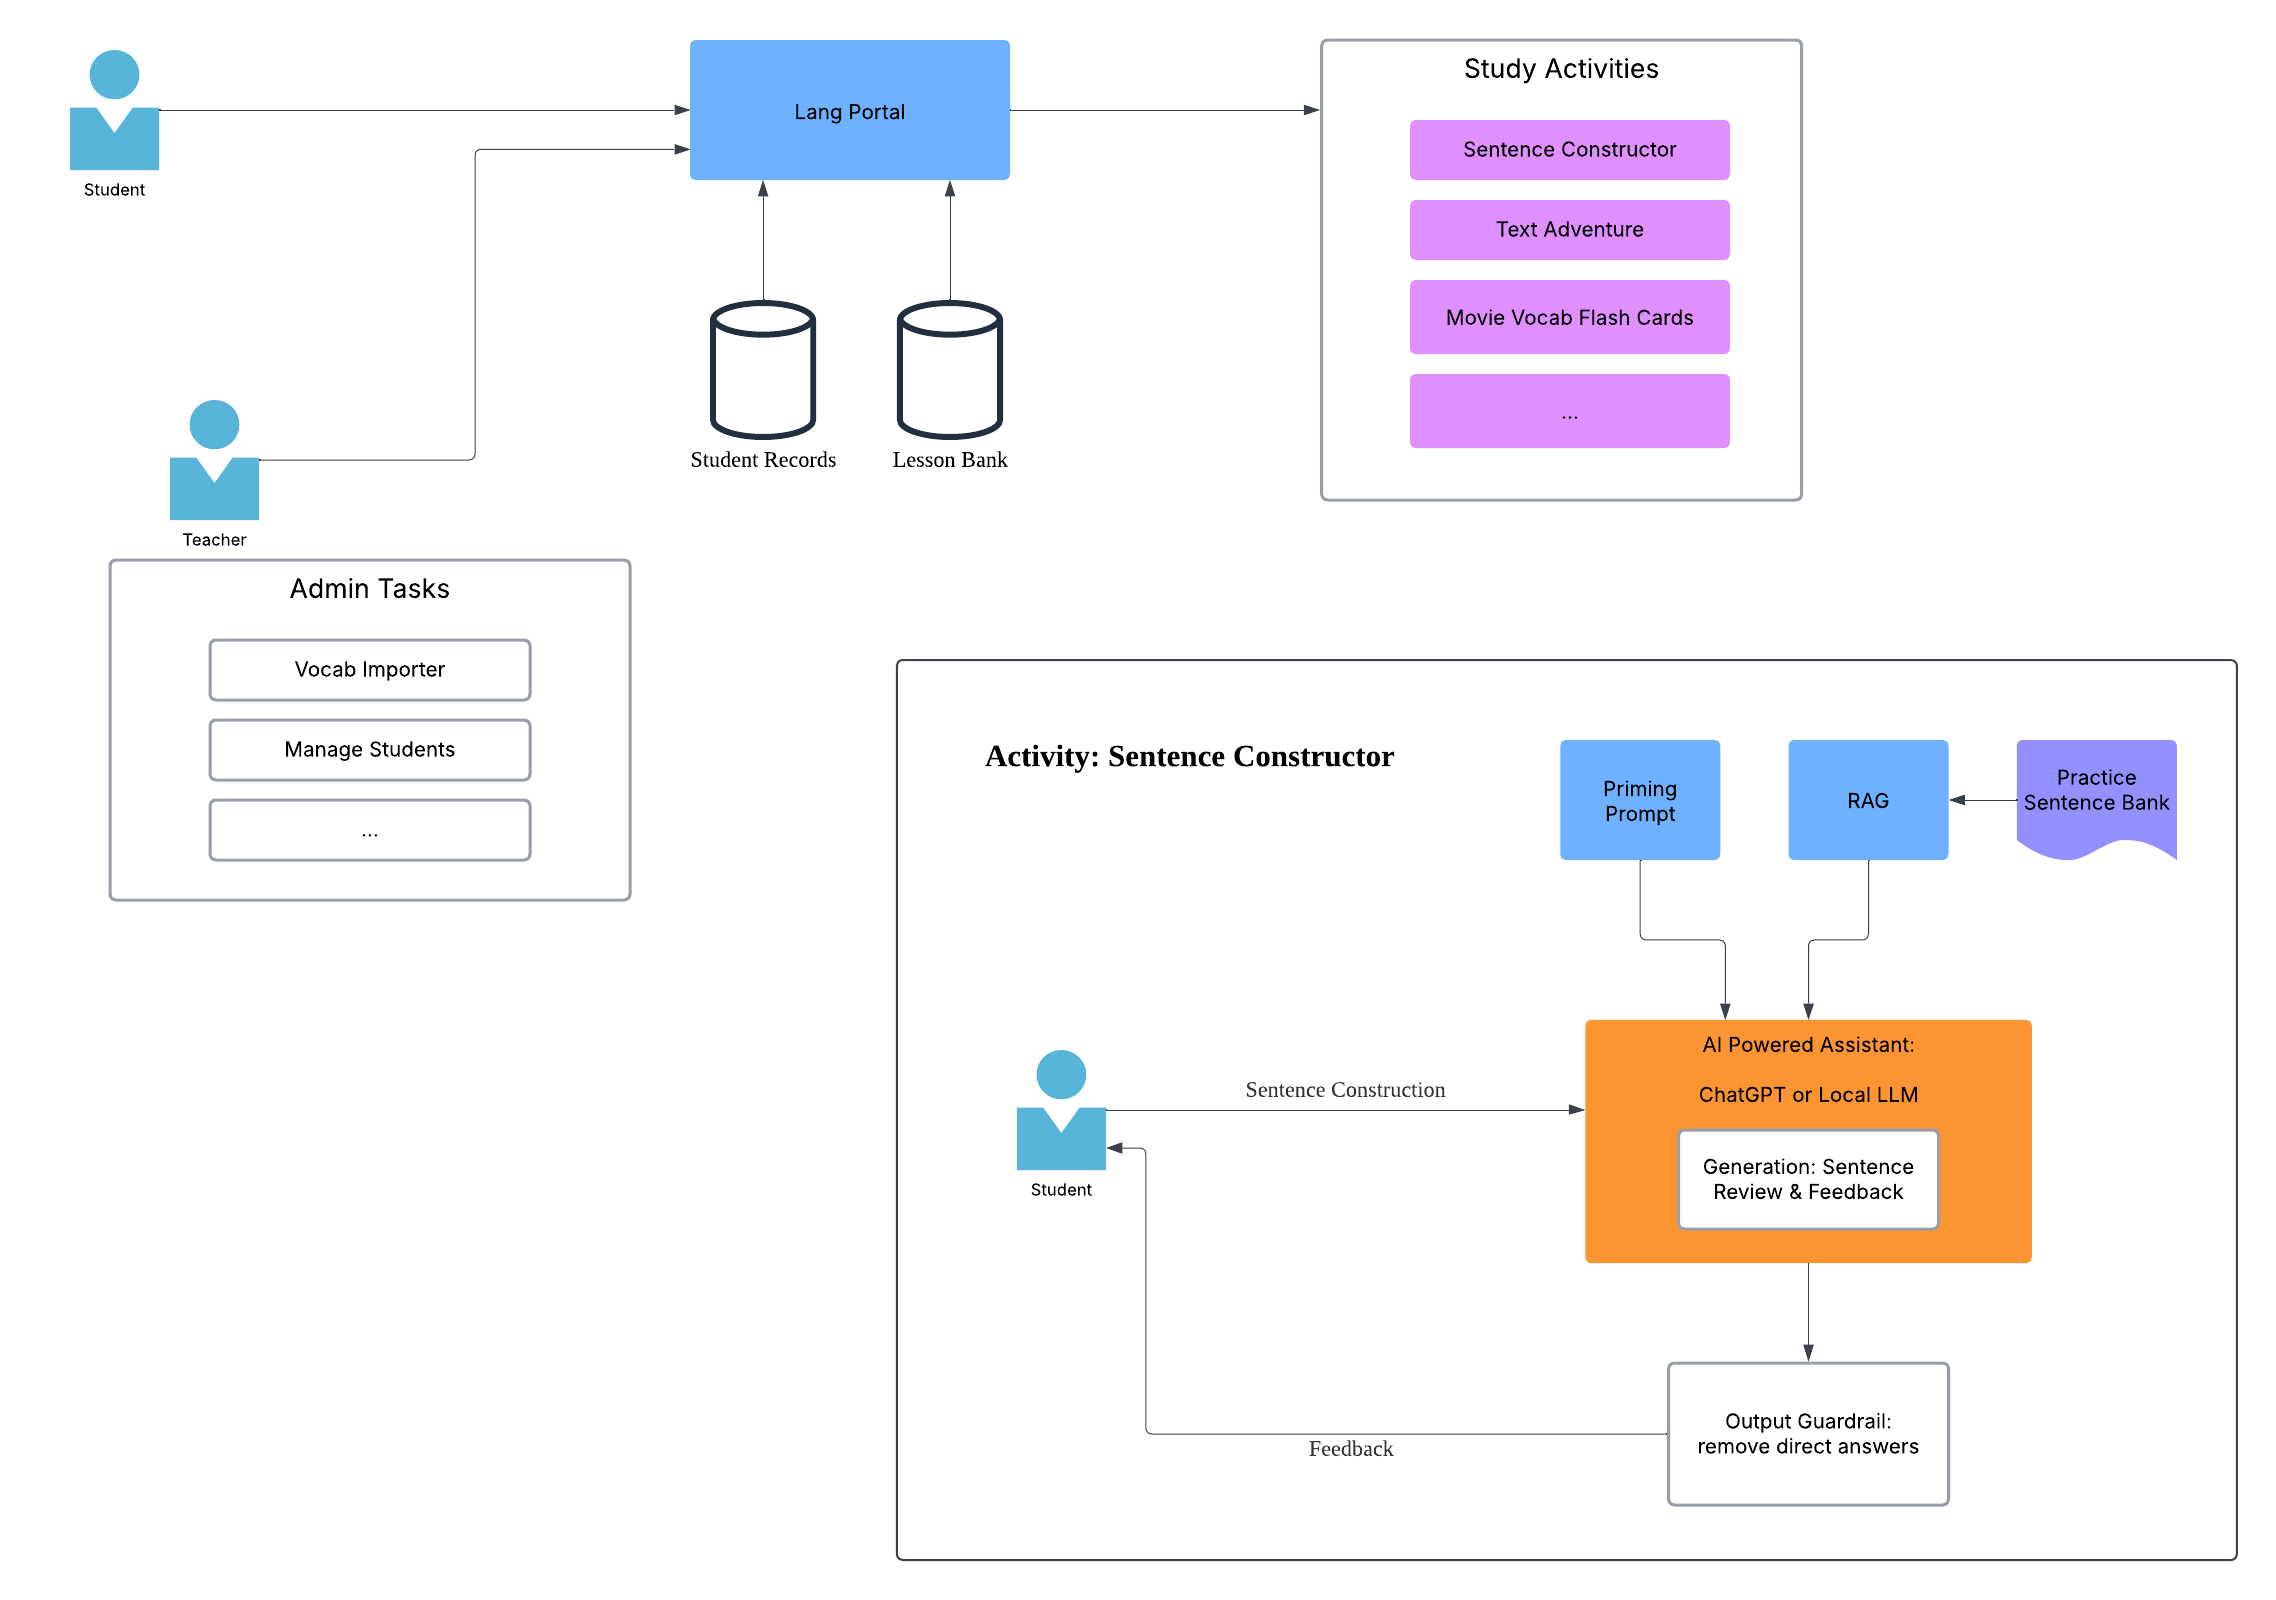 Student
Lang Portal
Study Activities
Sentence Constructor
Text Adventure
Movie Vocab Flash Cards
...
Student Records
Lesson Bank
Teacher
Admin Tasks
Vocab Importer
Manage Students
...
Activity: Sentence Constructor
Priming
Prompt
RAG
Practice
Sentence Bank
Student
Sentence Construction
AI Powered Assistant:
ChatGPT or Local LLM
Generation: Sentence
Review & Feedback
Output Guardrail:
remove direct answers
Feedback